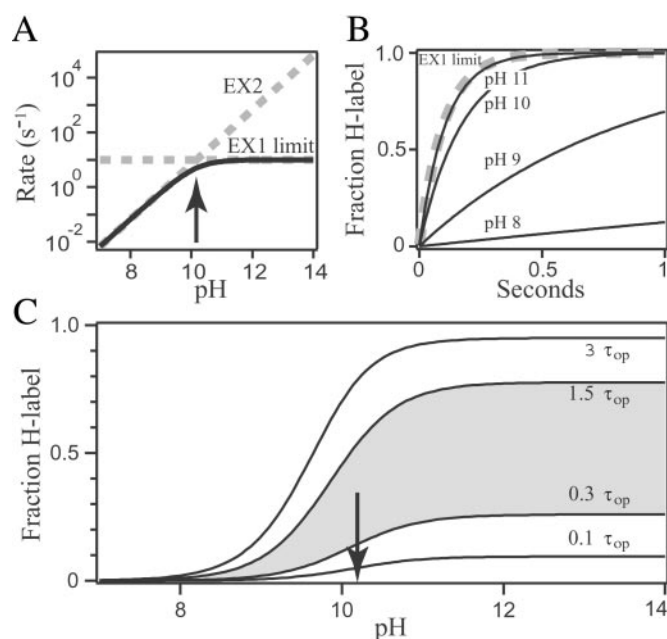 A
10⁴
10²
10⁰
10⁻²
Rate (s⁻¹)
EX2
EX1 limit
8 10 12 14
pH
B
1.0
0.5
0
Fraction H-label
EX1 limit
pH 11
pH 10
pH 9
pH 8
0 0.5 1
Seconds
C
1.0
0.5
0
Fraction H-label
3 τop
1.5 τop
0.3 τop
0.1 τop
8 10 12 14
pH